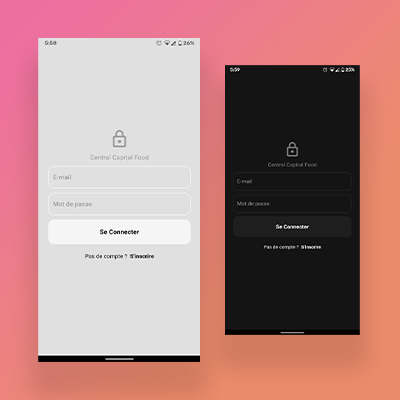 5:58
26%
Central Capital Food
E-mail
Mot de passe
Se Connecter
Pas de compte ? S'inscrire
5:59
25%
Central Capital Food
E-mail
Mot de passe
Se Connecter
Pas de compte ? S'inscrire